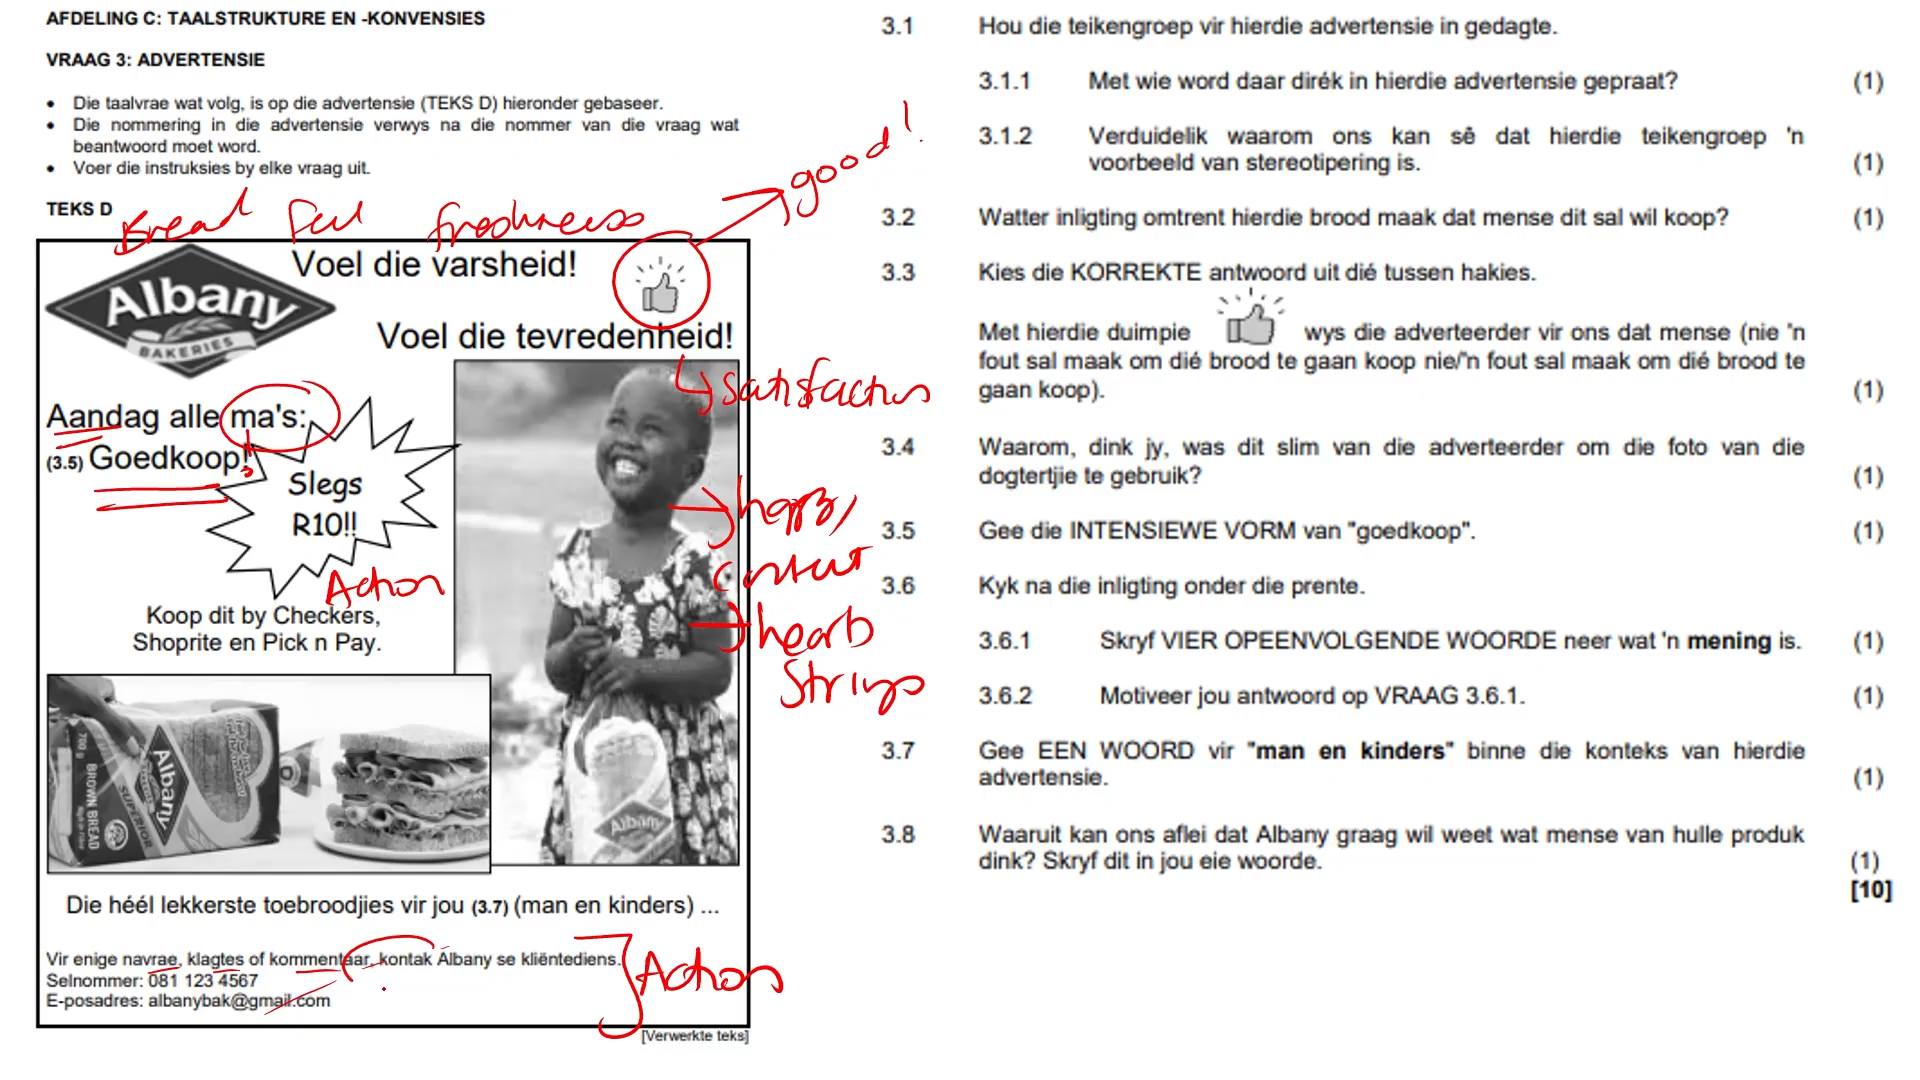 AFDELING C: TAALSTRUKTURE EN -KONVENSIES
VRAAG 3: ADVERTENSIE
• Die taalvrae wat volg, is op die advertensie (TEKS D) hieronder gebaseer.
• Die nommering in die advertensie verwys na die nommer van die vraag wat
beantwoord moet word.
• Voer die instruksies by elke vraag uit.
TEKS D
Bread Feel freshness
good!
Albany
BAKERIES
Voel die varsheid!
Voel die tevredenheid!
satisfaction
Aandag alle ma's:
(3.5) Goedkoop!
Slegs
R10!!
Action
Koop dit by Checkers,
Shoprite en Pick n Pay.
happy,
content
heart
strings
700 g
BROWN BREAD
Albany
SUPERIOR
Albany
Die héél lekkerste toebroodjies vir jou (3.7) (man en kinders) ...
Vir enige navrae, klagtes of kommentaar, kontak Albany se kliëntediens.
Selnommer: 081 123 4567
E-posadres: albanybak@gmail.com
Action
[Verwerkte teks]
3.1 Hou die teikengroep vir hierdie advertensie in gedagte.
3.1.1 Met wie word daar dirék in hierdie advertensie gepraat? (1)
3.1.2 Verduidelik waarom ons kan sê dat hierdie teikengroep 'n
voorbeeld van stereotipering is. (1)
3.2 Watter inligting omtrent hierdie brood maak dat mense dit sal wil koop? (1)
3.3 Kies die KORREKTE antwoord uit dié tussen hakies.
Met hierdie duimpie wys die adverteerder vir ons dat mense (nie 'n
fout sal maak om dié brood te gaan koop nie/'n fout sal maak om dié brood te
gaan koop). (1)
3.4 Waarom, dink jy, was dit slim van die adverteerder om die foto van die
dogtertjie te gebruik? (1)
3.5 Gee die INTENSIEWE VORM van "goedkoop". (1)
3.6 Kyk na die inligting onder die prente.
3.6.1 Skryf VIER OPEENVOLGENDE WOORDE neer wat 'n mening is. (1)
3.6.2 Motiveer jou antwoord op VRAAG 3.6.1. (1)
3.7 Gee EEN WOORD vir "man en kinders" binne die konteks van hierdie
advertensie. (1)
3.8 Waaruit kan ons aflei dat Albany graag wil weet wat mense van hulle produk
dink? Skryf dit in jou eie woorde. (1)
[10]